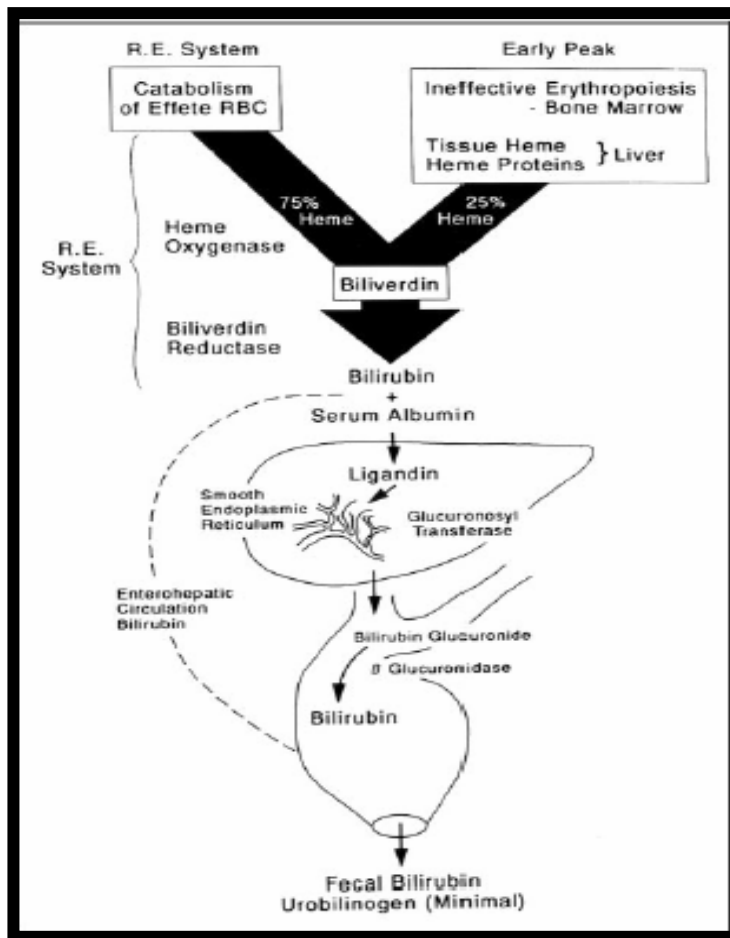 R.E. System
Early Peak
Catabolism
of Effete RBC
Ineffective Erythropoiesis
- Bone Marrow
Tissue Heme
Heme Proteins
} Liver
75%
Heme
25%
Heme
R.E.
System
Heme
Oxygenase
Biliverdin
Biliverdin
Reductase
Bilirubin
+
Serum Albumin
Ligandin
Smooth
Endoplasmic
Reticulum
Glucuronosyl
Transferase
Enterohepatic
Circulation
Bilirubin
Bilirubin Glucuronide
β Glucuronidase
Bilirubin
Fecal Bilirubin
Urobilinogen (Minimal)